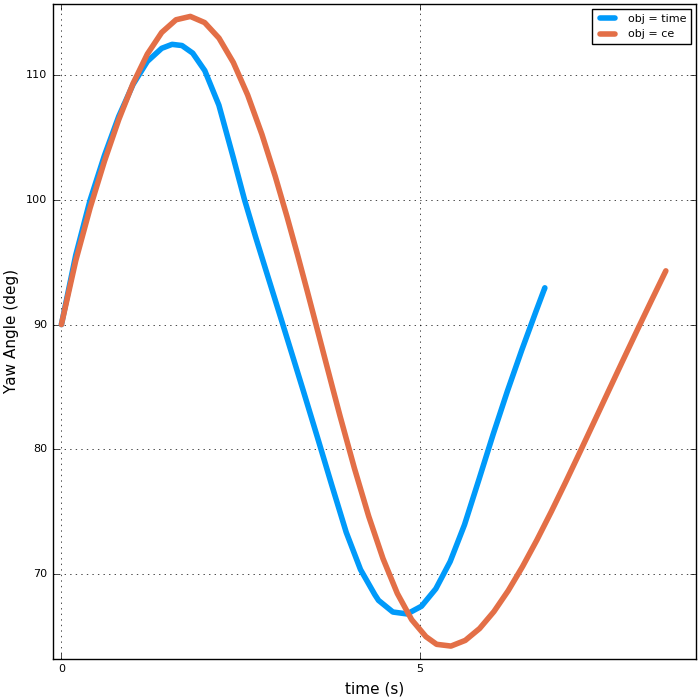 obj = time
obj = ce
110
100
90
80
70
Yaw Angle (deg)
0
5
time (s)